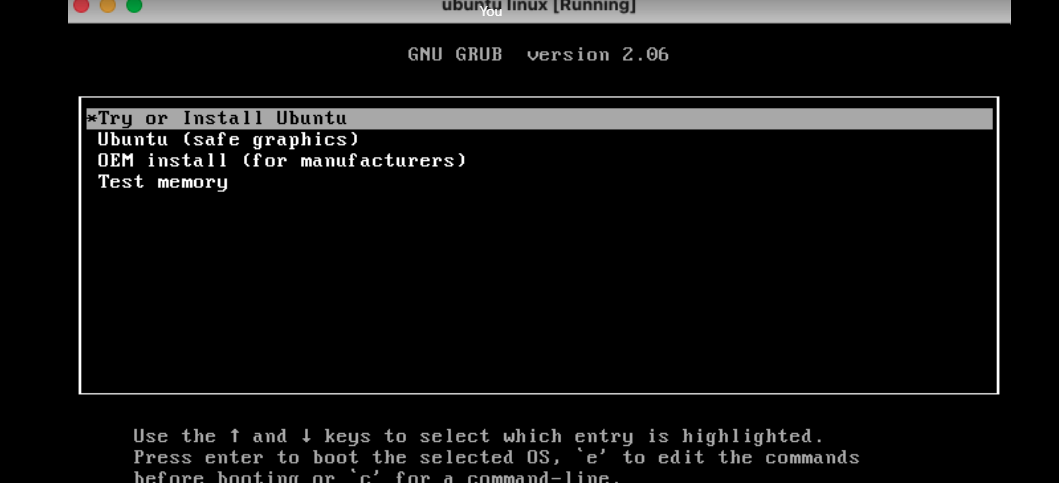 ubuntu linux [Running]
You
GNU GRUB version 2.06
*Try or Install Ubuntu
Ubuntu (safe graphics)
OEM install (for manufacturers)
Test memory
Use the ↑ and ↓ keys to select which entry is highlighted.
Press enter to boot the selected OS, `e' to edit the commands
before booting or `c' for a command-line.